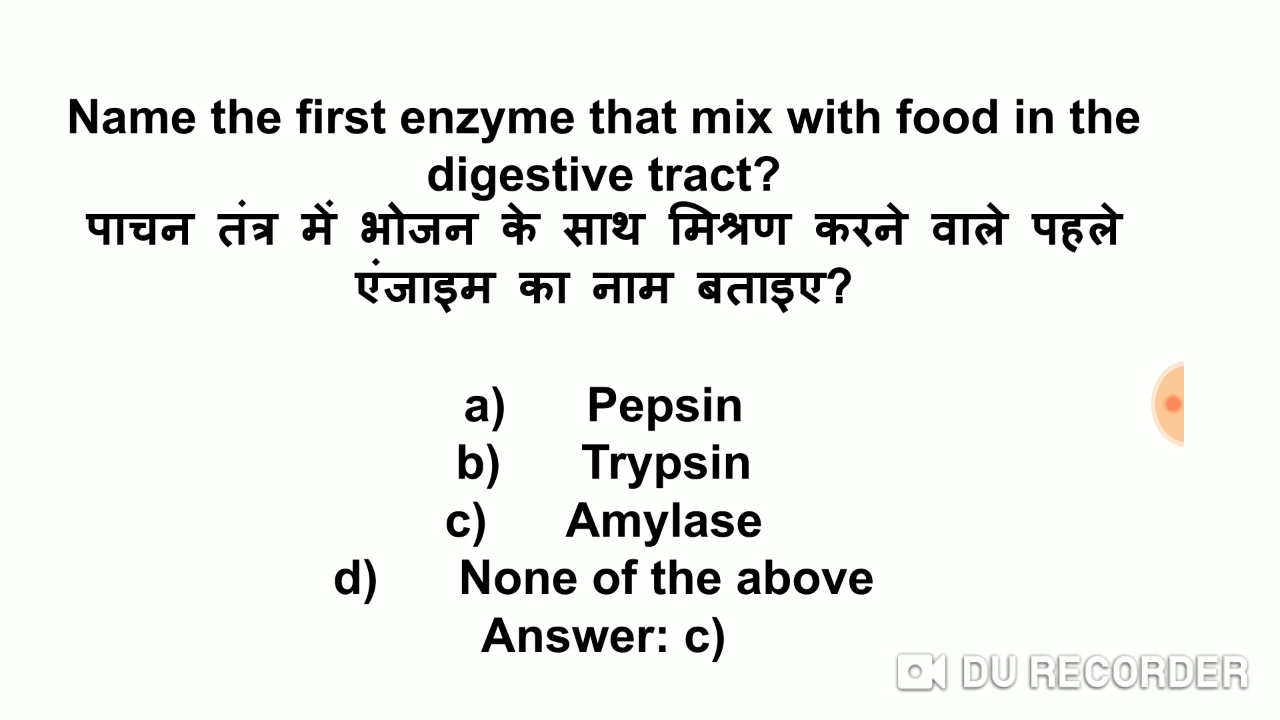 Name the first enzyme that mix with food in the
digestive tract?
पाचन तंत्र में भोजन के साथ मिश्रण करने वाले पहले
एंजाइम का नाम बताइए?
a) Pepsin
b) Trypsin
c) Amylase
d) None of the above
Answer: c)
DU RECORDER